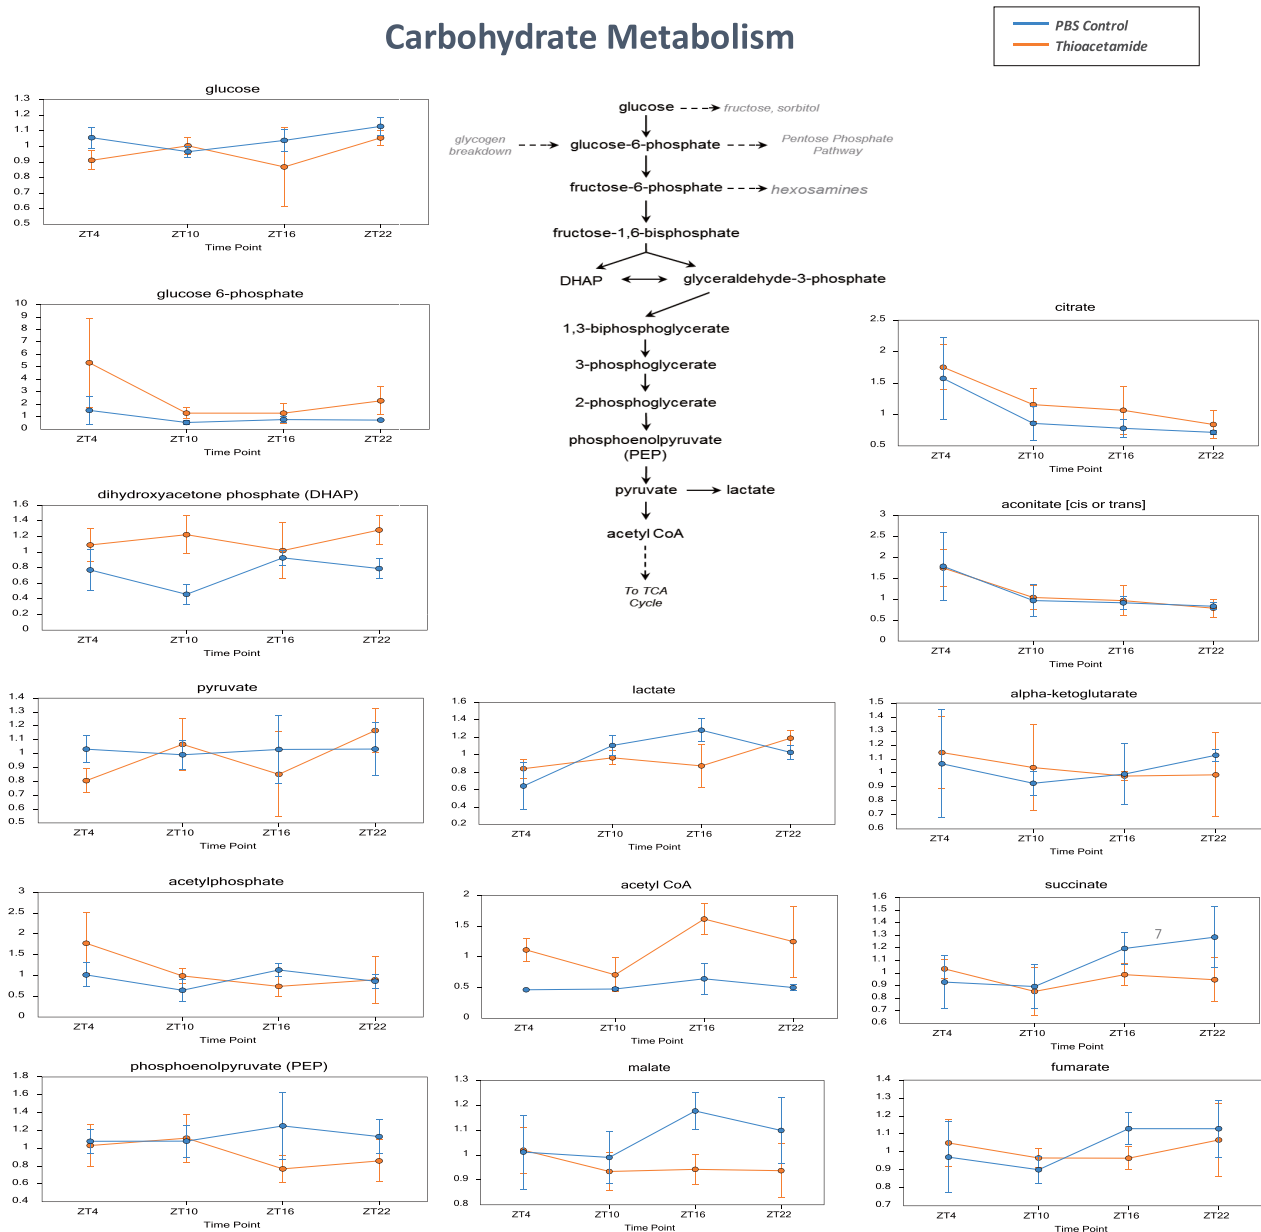 Carbohydrate Metabolism
PBS Control
Thioacetamide
glucose
1.3
1.2
1.1
1
0.9
0.8
0.7
0.6
0.5
ZT4 ZT10 ZT16 ZT22
Time Point
glucose fructose, sorbitol
glycogen
breakdown
glucose-6-phosphate
Pentose Phosphate
Pathway
fructose-6-phosphate hexosamines
fructose-1,6-bisphosphate
DHAP glyceraldehyde-3-phosphate
1,3-biphosphoglycerate
3-phosphoglycerate
2-phosphoglycerate
phosphoenolpyruvate
(PEP)
pyruvate lactate
acetyl CoA
To TCA
Cycle
glucose 6-phosphate
10
9
8
7
6
5
4
3
2
1
0
ZT4 ZT10 ZT16 ZT22
Time Point
citrate
2.5
2
1.5
1
0.5
ZT4 ZT10 ZT16 ZT22
Time Point
dihydroxyacetone phosphate (DHAP)
1.6
1.4
1.2
1
0.8
0.6
0.4
0.2
0
ZT4 ZT10 ZT16 ZT22
Time Point
aconitate [cis or trans]
3
2.5
2
1.5
1
0.5
0
ZT4 ZT10 ZT16 ZT22
Time Point
pyruvate
1.4
1.3
1.2
1.1
1
0.9
0.8
0.7
0.6
0.5
ZT4 ZT10 ZT16 ZT22
Time Point
lactate
1.6
1.4
1.2
1
0.8
0.6
0.4
0.2
ZT4 ZT10 ZT16 ZT22
Time Point
alpha-ketoglutarate
1.5
1.4
1.3
1.2
1.1
1
0.9
0.8
0.7
0.6
ZT4 ZT10 ZT16 ZT22
Time Point
acetylphosphate
3
2.5
2
1.5
1
0.5
0
ZT4 ZT10 ZT16 ZT22
Time Point
acetyl CoA
2
1.5
1
0.5
0
ZT4 ZT10 ZT16 ZT22
Time Point
succinate
1.6
1.5
1.4
1.3
1.2
1.1
1
0.9
0.8
0.7
0.6
7
ZT4 ZT10 ZT16 ZT22
Time Point
phosphoenolpyruvate (PEP)
1.8
1.6
1.4
1.2
1
0.8
0.6
0.4
ZT4 ZT10 ZT16 ZT22
Time Point
malate
1.3
1.2
1.1
1
0.9
0.8
ZT4 ZT10 ZT16 ZT22
Time Point
fumarate
1.4
1.3
1.2
1.1
1
0.9
0.8
0.7
ZT4 ZT10 ZT16 ZT22
Time Point